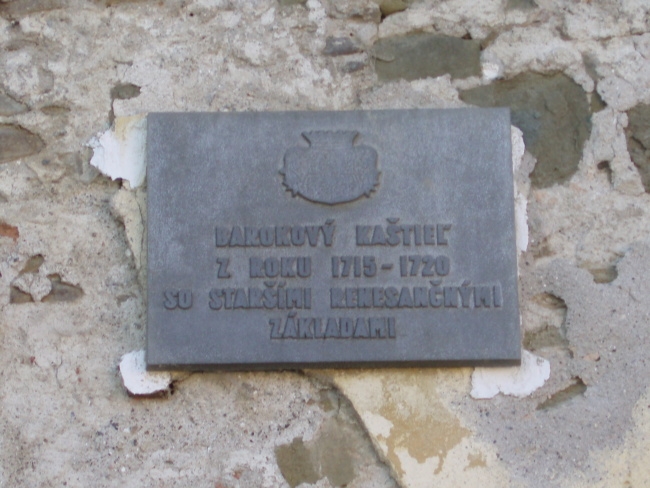 BAROKOVÝ KAŠTIEĽ
Z ROKU 1715-1720
SO STARŠÍMI RENESANČNÝMI
ZÁKLADAMI